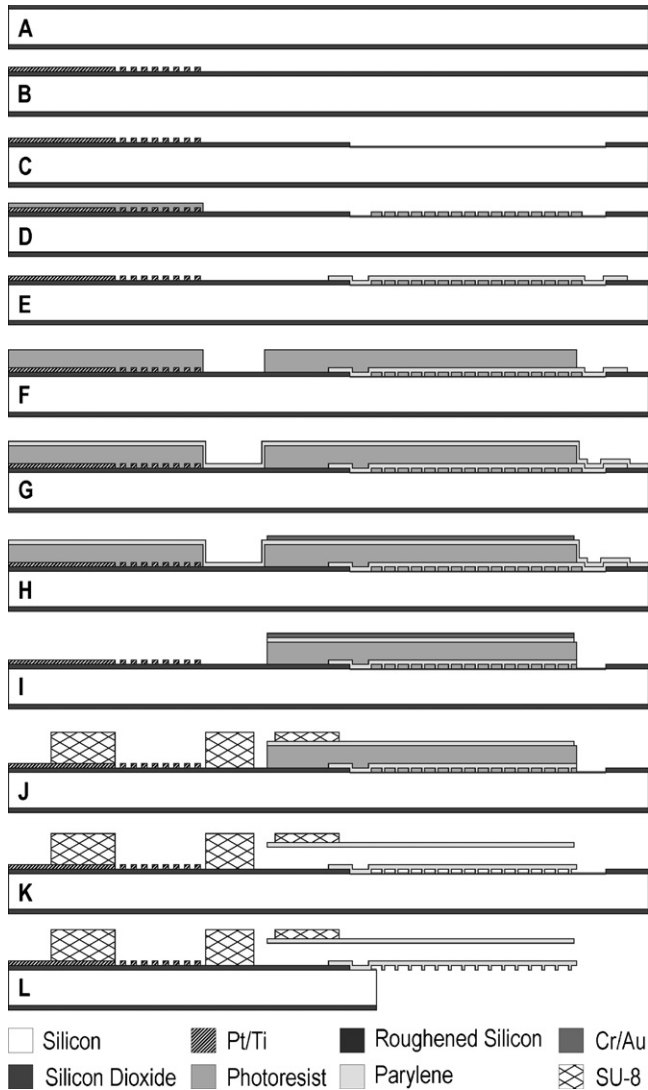 A
B
C
D
E
F
G
H
I
J
K
L
Silicon Pt/Ti Roughened Silicon Cr/Au
Silicon Dioxide Photoresist Parylene SU-8